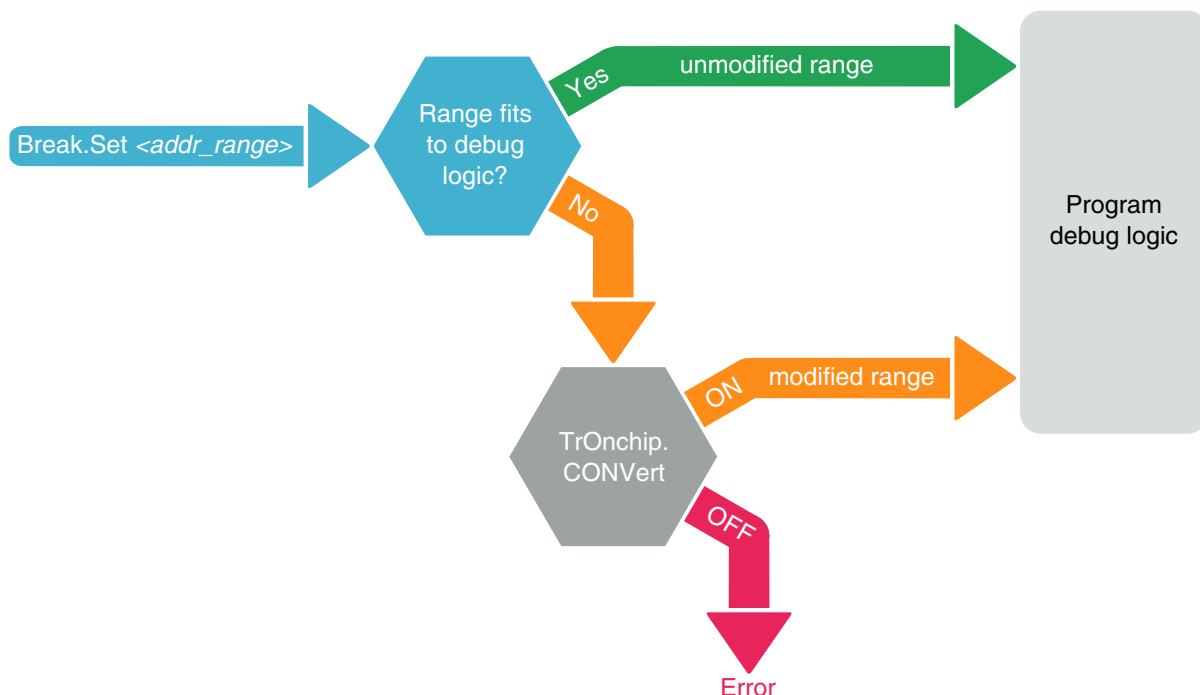 Break.Set <addr_range>
Range fits
to debug
logic?
Yes
unmodified range
No
Program
debug logic
TrOnchip.
CONVert
ON
modified range
OFF
Error